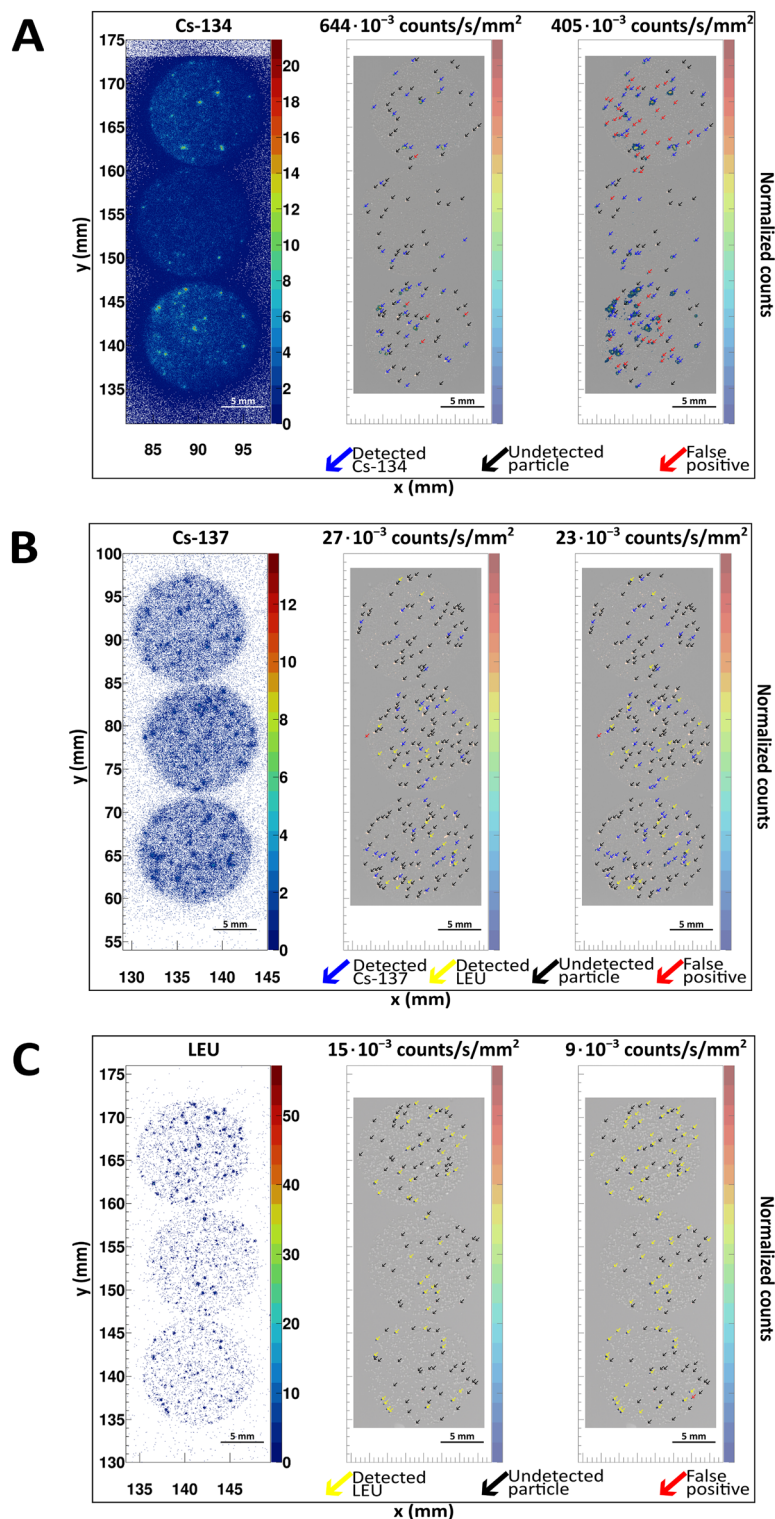 A
Cs-134
644·10⁻³ counts/s/mm²
405·10⁻³ counts/s/mm²
y (mm)
175
170
165
160
155
150
145
140
135
85 90 95
20
18
16
14
12
10
8
6
4
2
0
5 mm
5 mm
5 mm
Normalized counts
Detected Cs-134
Undetected particle
False positive
x (mm)
B
Cs-137
27·10⁻³ counts/s/mm²
23·10⁻³ counts/s/mm²
y (mm)
100
95
90
85
80
75
70
65
60
55
130 135 140 145
12
10
8
6
4
2
0
5 mm
5 mm
5 mm
Normalized counts
Detected Cs-137
Detected LEU
Undetected particle
False positive
x (mm)
C
LEU
15·10⁻³ counts/s/mm²
9·10⁻³ counts/s/mm²
y (mm)
175
170
165
160
155
150
145
140
135
130
135 140 145
50
40
30
20
10
0
5 mm
5 mm
5 mm
Normalized counts
Detected LEU
Undetected particle
False positive
x (mm)